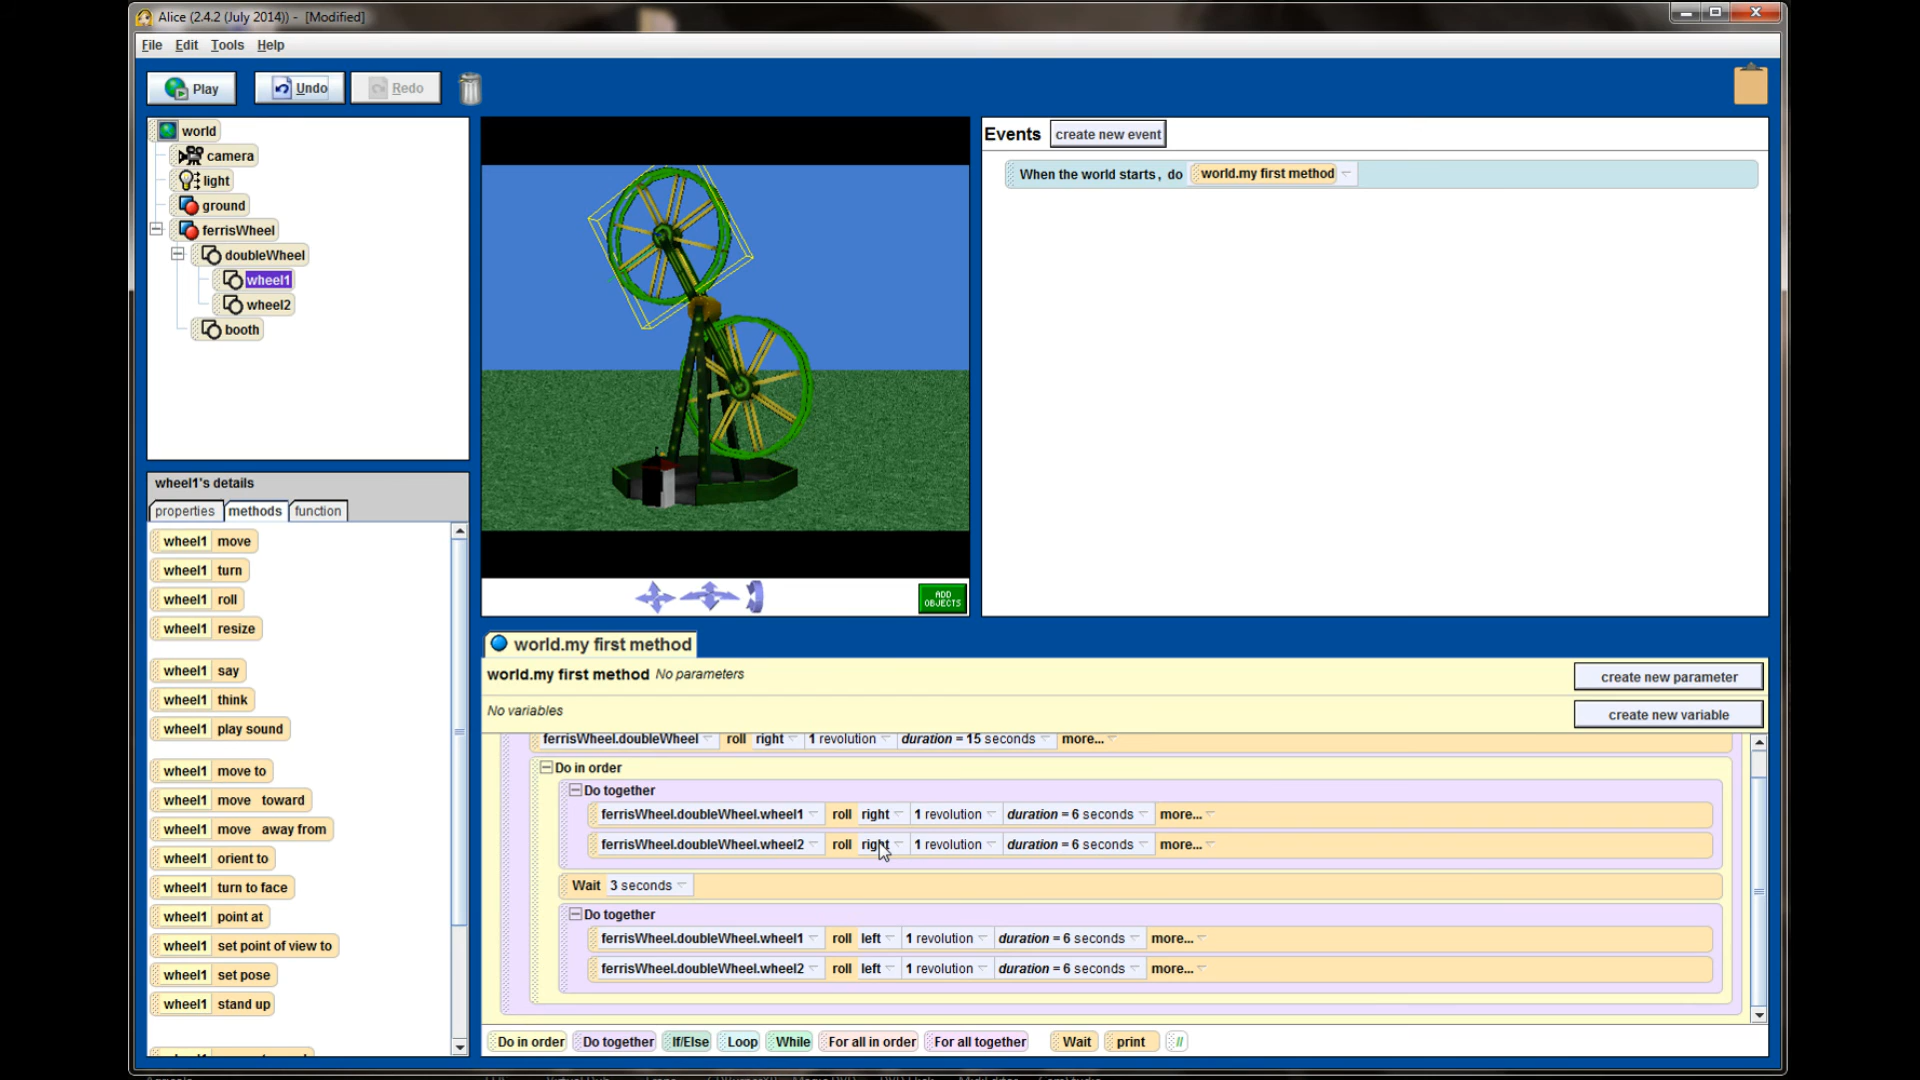 Alice (2.4.2 (July 2014)) - [Modified]
File Edit Tools Help
Play Undo Redo
world
camera
light
ground
ferrisWheel
doubleWheel
wheel1
wheel2
booth
Events create new event
When the world starts, do world.my first method
ADD OBJECTS
wheel1's details
properties methods function
wheel1 move
wheel1 turn
wheel1 roll
wheel1 resize
wheel1 say
wheel1 think
wheel1 play sound
wheel1 move to
wheel1 move toward
wheel1 move away from
wheel1 orient to
wheel1 turn to face
wheel1 point at
wheel1 set point of view to
wheel1 set pose
wheel1 stand up
world.my first method
world.my first method No parameters create new parameter
No variables create new variable
ferrisWheel.doubleWheel roll right 1 revolution duration = 15 seconds more...
Do in order
Do together
ferrisWheel.doubleWheel.wheel1 roll right 1 revolution duration = 6 seconds more...
ferrisWheel.doubleWheel.wheel2 roll right 1 revolution duration = 6 seconds more...
Wait 3 seconds
Do together
ferrisWheel.doubleWheel.wheel1 roll left 1 revolution duration = 6 seconds more...
ferrisWheel.doubleWheel.wheel2 roll left 1 revolution duration = 6 seconds more...
Do in order Do together If/Else Loop While For all in order For all together Wait print //